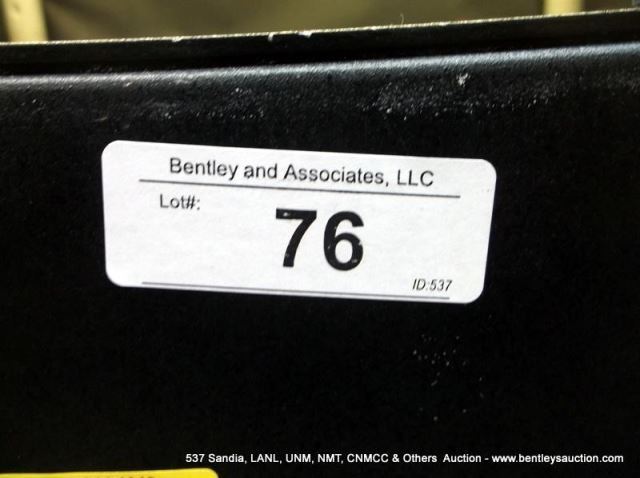 Bentley and Associates, LLC
Lot#:
76
ID:537
537 Sandia, LANL, UNM, NMT, CNMCC & Others Auction - www.bentleysauction.com